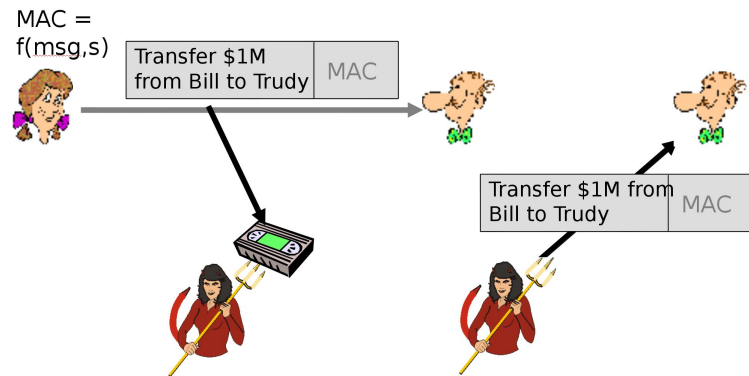 MAC =
f(msg,s)
Transfer $1M
from Bill to Trudy
MAC
Transfer $1M from
Bill to Trudy
MAC